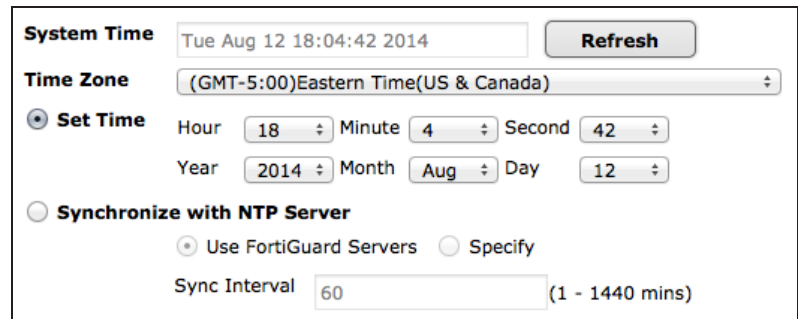 System Time Tue Aug 12 18:04:42 2014 Refresh
Time Zone (GMT-5:00)Eastern Time(US & Canada)
Set Time Hour 18 Minute 4 Second 42
Year 2014 Month Aug Day 12
Synchronize with NTP Server
Use FortiGuard Servers Specify
Sync Interval 60 (1 - 1440 mins)